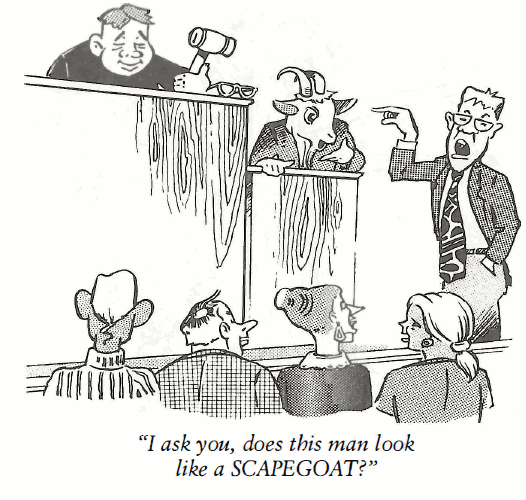 “I ask you, does this man look
like a SCAPEGOAT?”